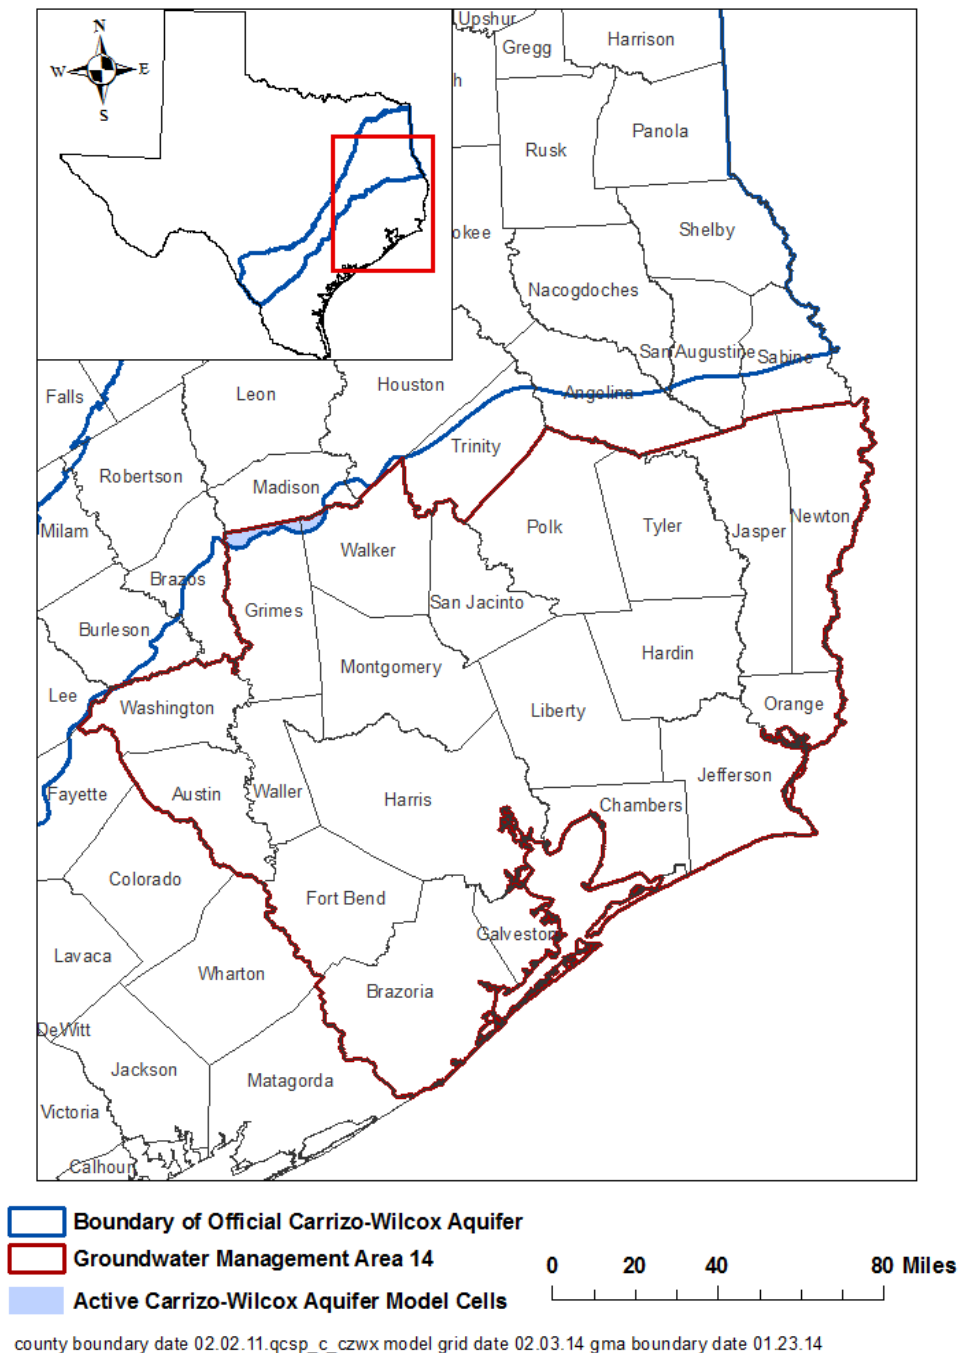 N
W E
S
Upshur
Gregg
Harrison
h
Rusk
Panola
okee
Shelby
Nacogdoches
San Augustine
Sabine
Falls
Leon
Houston
Angelina
Trinity
Robertson
Madison
Milam
Walker
Polk
Tyler
Jasper
Newton
Brazos
Grimes
San Jacinto
Burleson
Montgomery
Hardin
Lee
Washington
Liberty
Orange
Fayette
Austin
Waller
Harris
Chambers
Jefferson
Colorado
Fort Bend
Galveston
Lavaca
Wharton
Brazoria
DeWitt
Jackson
Matagorda
Victoria
Calhoun
Boundary of Official Carrizo-Wilcox Aquifer
Groundwater Management Area 14
Active Carrizo-Wilcox Aquifer Model Cells
0 20 40 80 Miles
county boundary date 02.02.11.qcsp_c_czwx model grid date 02.03.14 gma boundary date 01.23.14